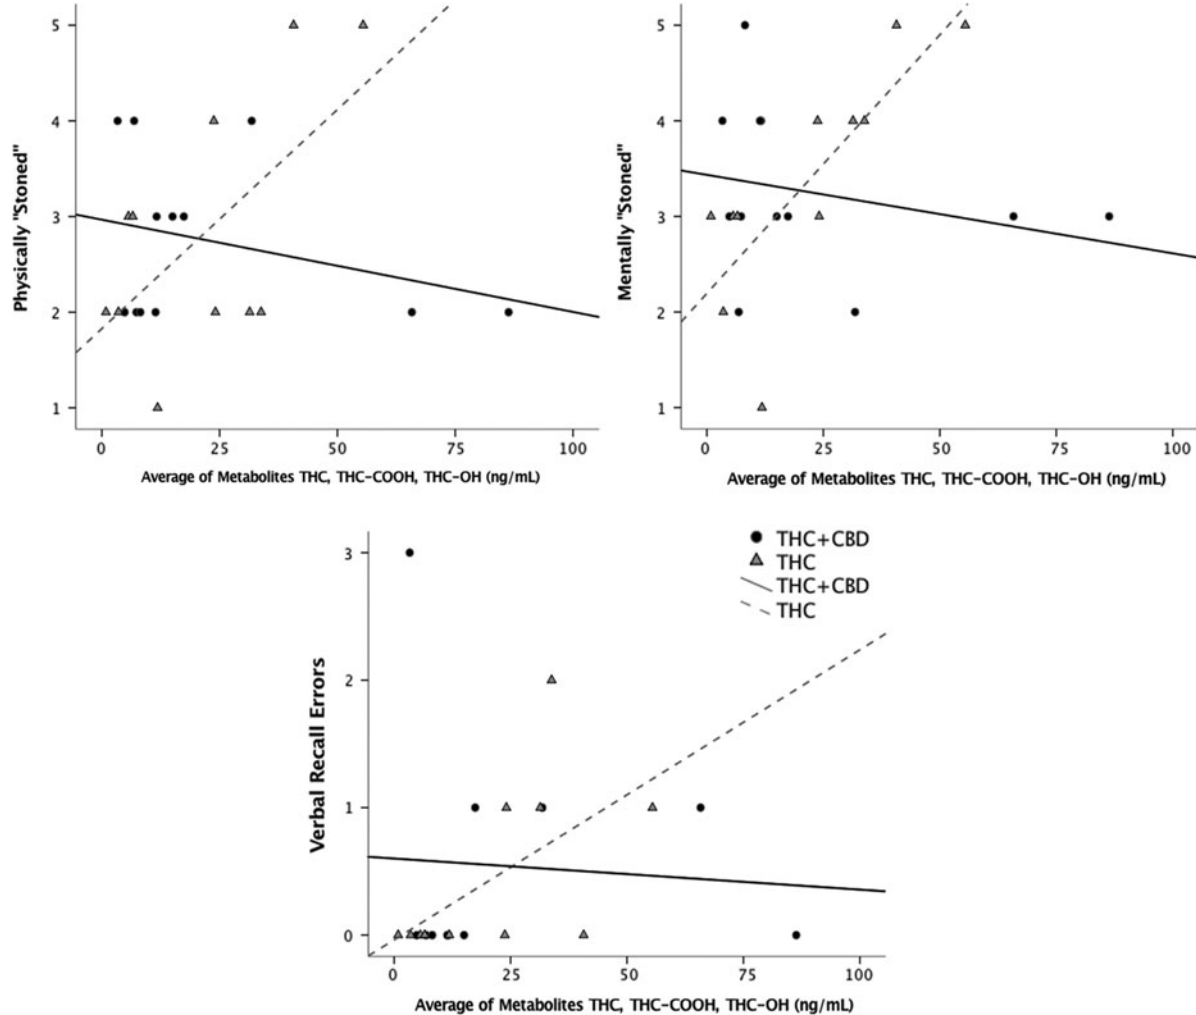 Physically "Stoned"
5
4
3
2
1
0 25 50 75 100
Average of Metabolites THC, THC-COOH, THC-OH (ng/mL)
Mentally "Stoned"
5
4
3
2
1
0 25 50 75 100
Average of Metabolites THC, THC-COOH, THC-OH (ng/mL)
Verbal Recall Errors
3
2
1
0
0 25 50 75 100
Average of Metabolites THC, THC-COOH, THC-OH (ng/mL)
THC+CBD
THC
THC+CBD
THC